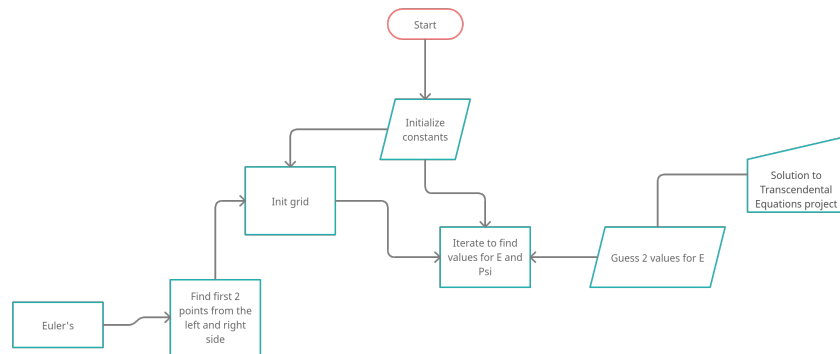 Start
Initialize
constants
Init grid
Iterate to find
values for E and
Psi
Guess 2 values for E
Solution to
Transcendental
Equations project
Find first 2
points from the
left and right
side
Euler's